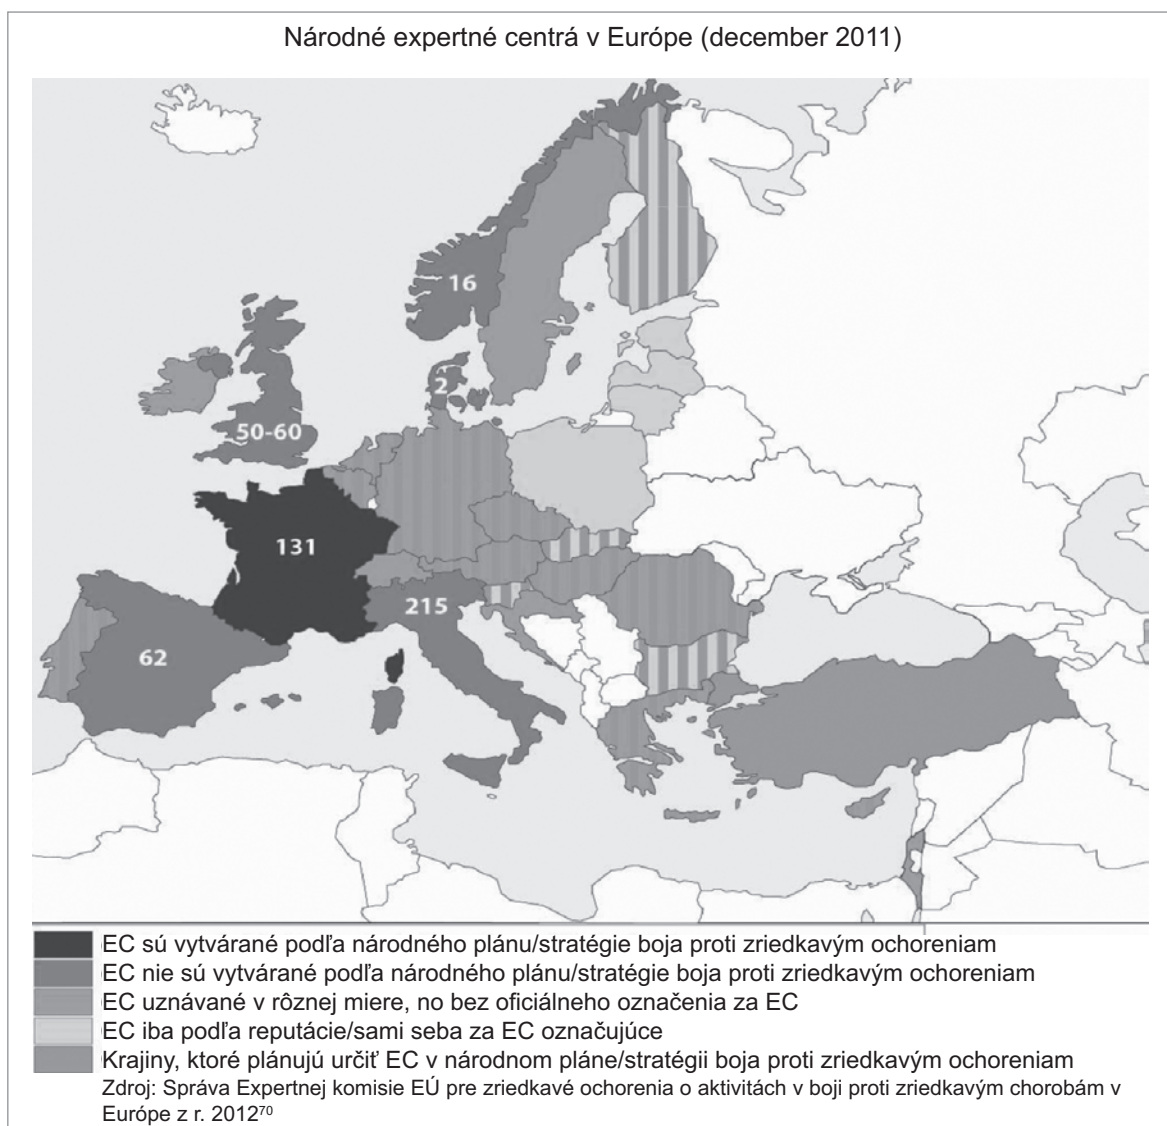 Národné expertné centrá v Európe (december 2011)
16
2
50-60
131
215
62
EC sú vytvárané podľa národného plánu/stratégie boja proti zriedkavým ochoreniam
EC nie sú vytvárané podľa národného plánu/stratégie boja proti zriedkavým ochoreniam
EC uznávané v rôznej miere, no bez oficiálneho označenia za EC
EC iba podľa reputácie/sami seba za EC označujúce
Krajiny, ktoré plánujú určiť EC v národnom pláne/stratégii boja proti zriedkavým ochoreniam
Zdroj: Správa Expertnej komisie EÚ pre zriedkavé ochorenia o aktivitách v boji proti zriedkavým chorobám v
Európe z r. 2012⁷⁰